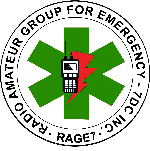 RADIO AMATEUR GROUP FOR EMERGENCY - 7DC INC.
· RAGE7 ·